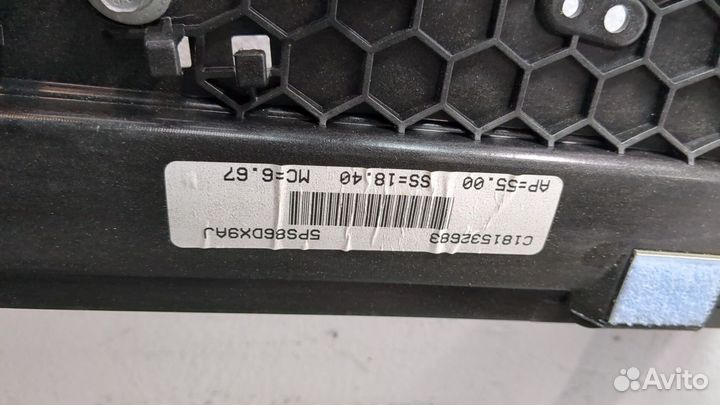 C181532683 5PS86DX9AJ
AP=55.00 SS=18.40 MC=6.67
Avito